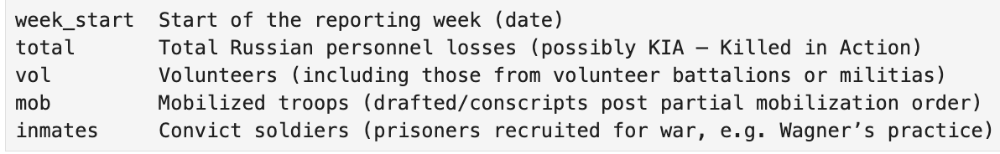 week_start  Start of the reporting week (date)
total       Total Russian personnel losses (possibly KIA – Killed in Action)
vol         Volunteers (including those from volunteer battalions or militias)
mob         Mobilized troops (drafted/conscripts post partial mobilization order)
inmates     Convict soldiers (prisoners recruited for war, e.g. Wagner’s practice)